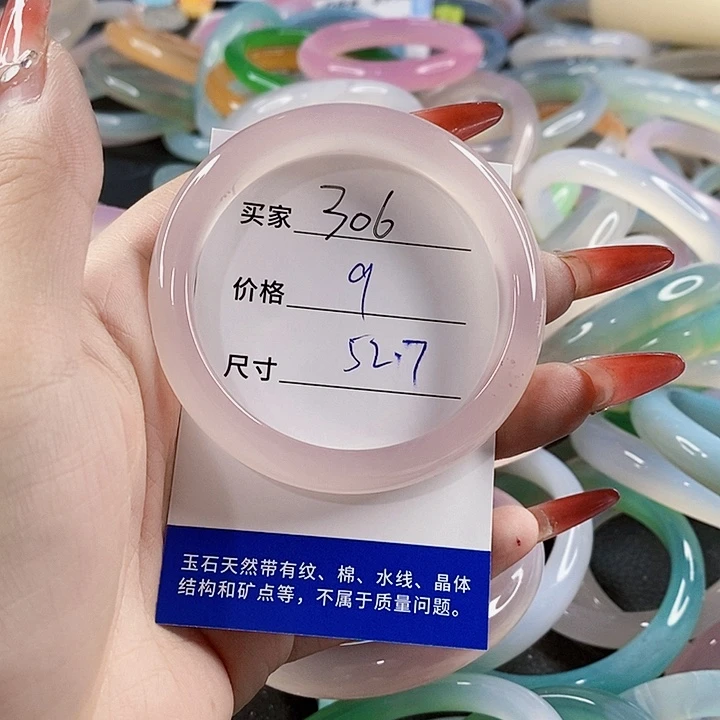 买家 306
价格 9
尺寸 52.7
玉石天然带有纹、棉、水线、晶体
结构和矿点等，不属于质量问题。